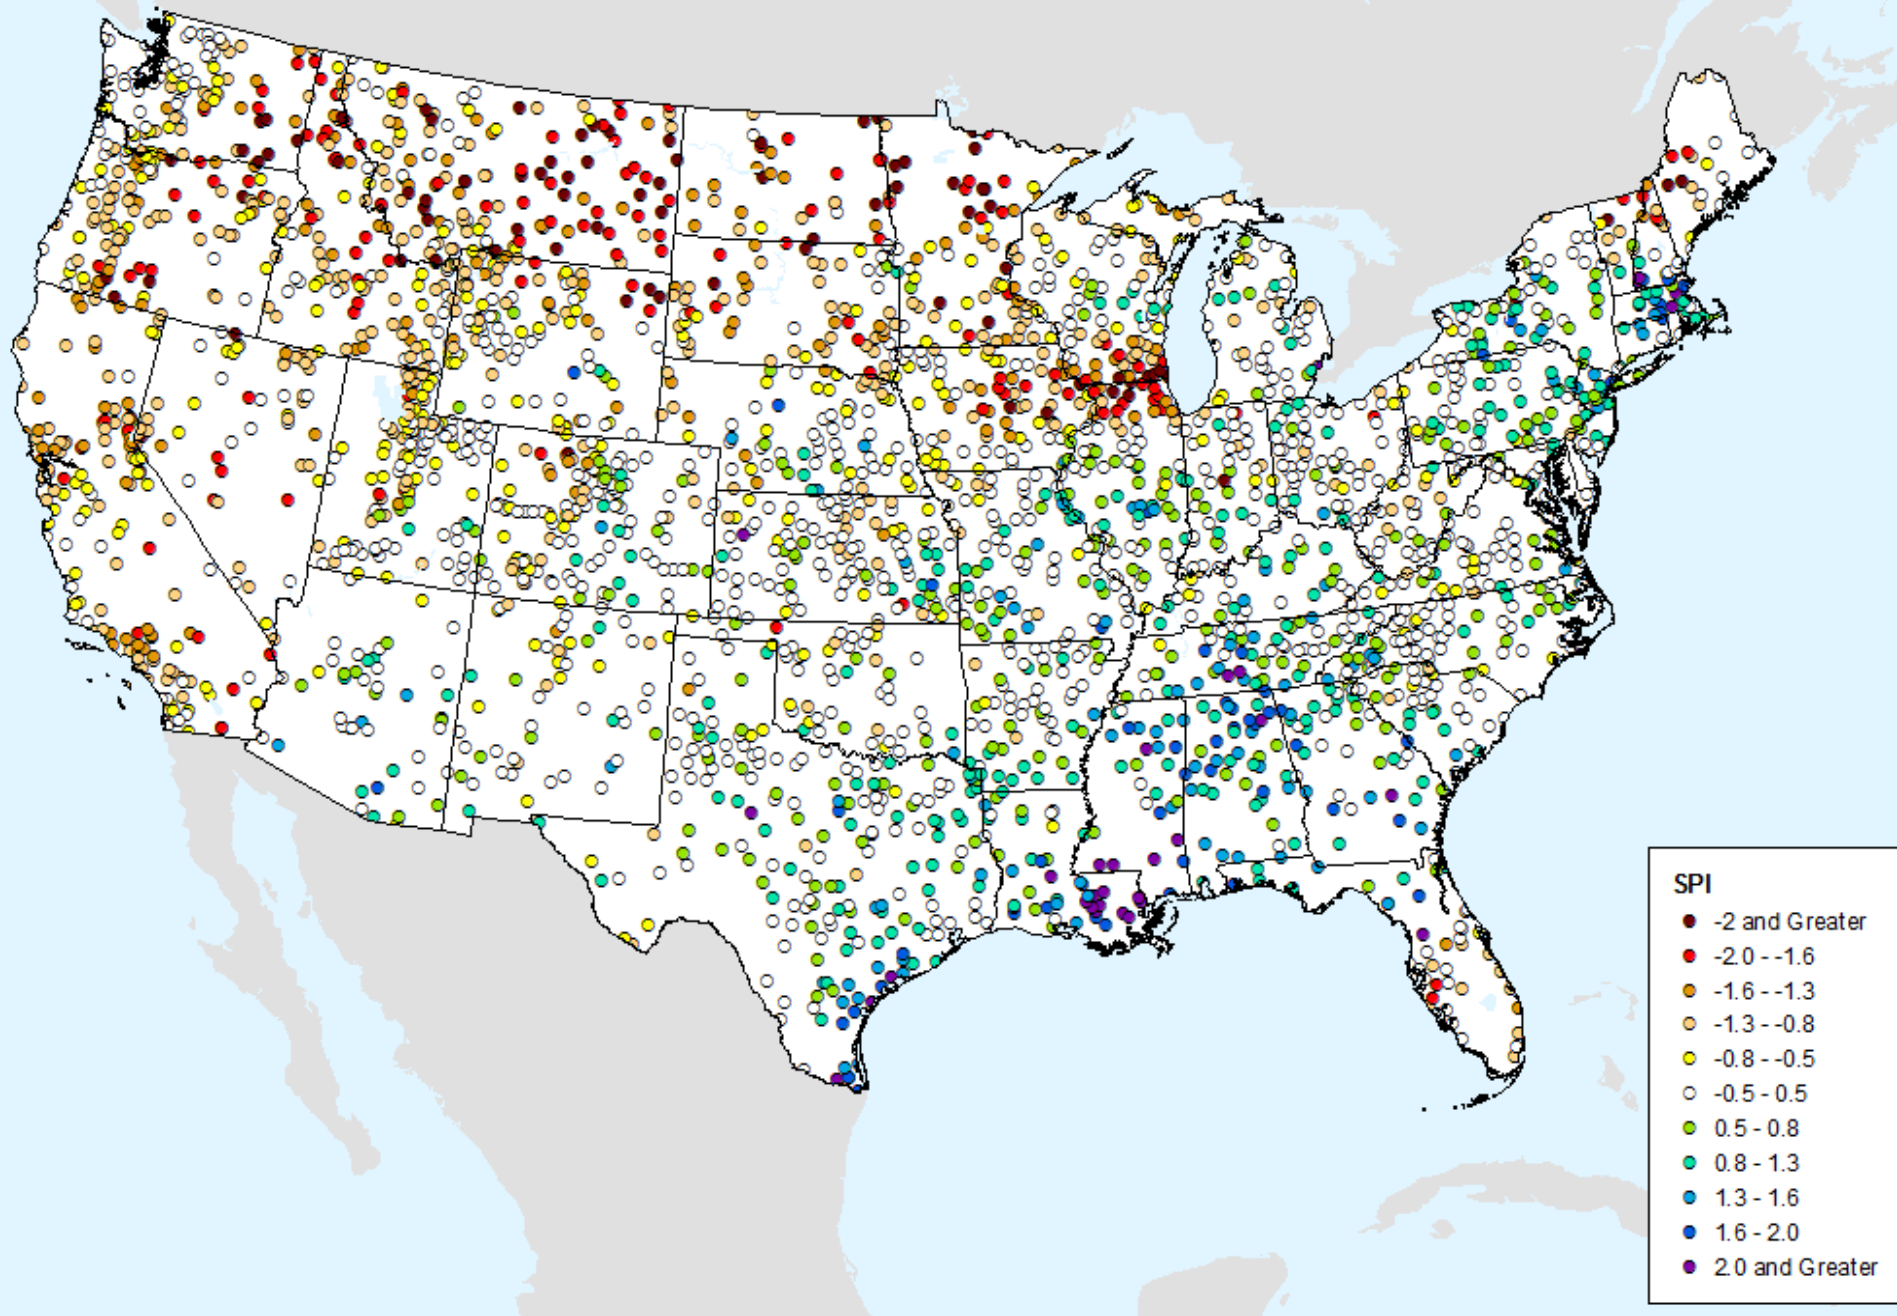 SPI
-2 and Greater
-2.0 - -1.6
-1.6 - -1.3
-1.3 - -0.8
-0.8 - -0.5
-0.5 - 0.5
0.5 - 0.8
0.8 - 1.3
1.3 - 1.6
1.6 - 2.0
2.0 and Greater